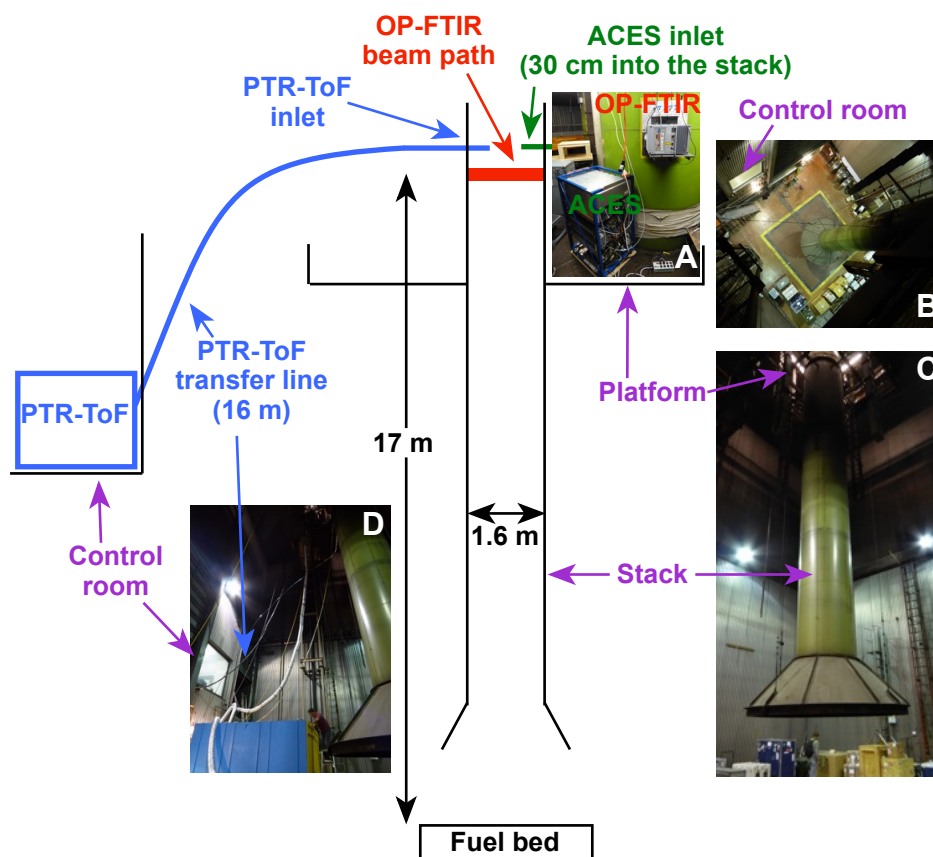 OP-FTIR
beam path
ACES inlet
(30 cm into the stack)
PTR-ToF
inlet
OP-FTIR
ACES
A
Control room
B
PTR-ToF
transfer line
(16 m)
PTR-ToF
Platform
C
17 m
D
1.6 m
Control
room
Stack
Fuel bed